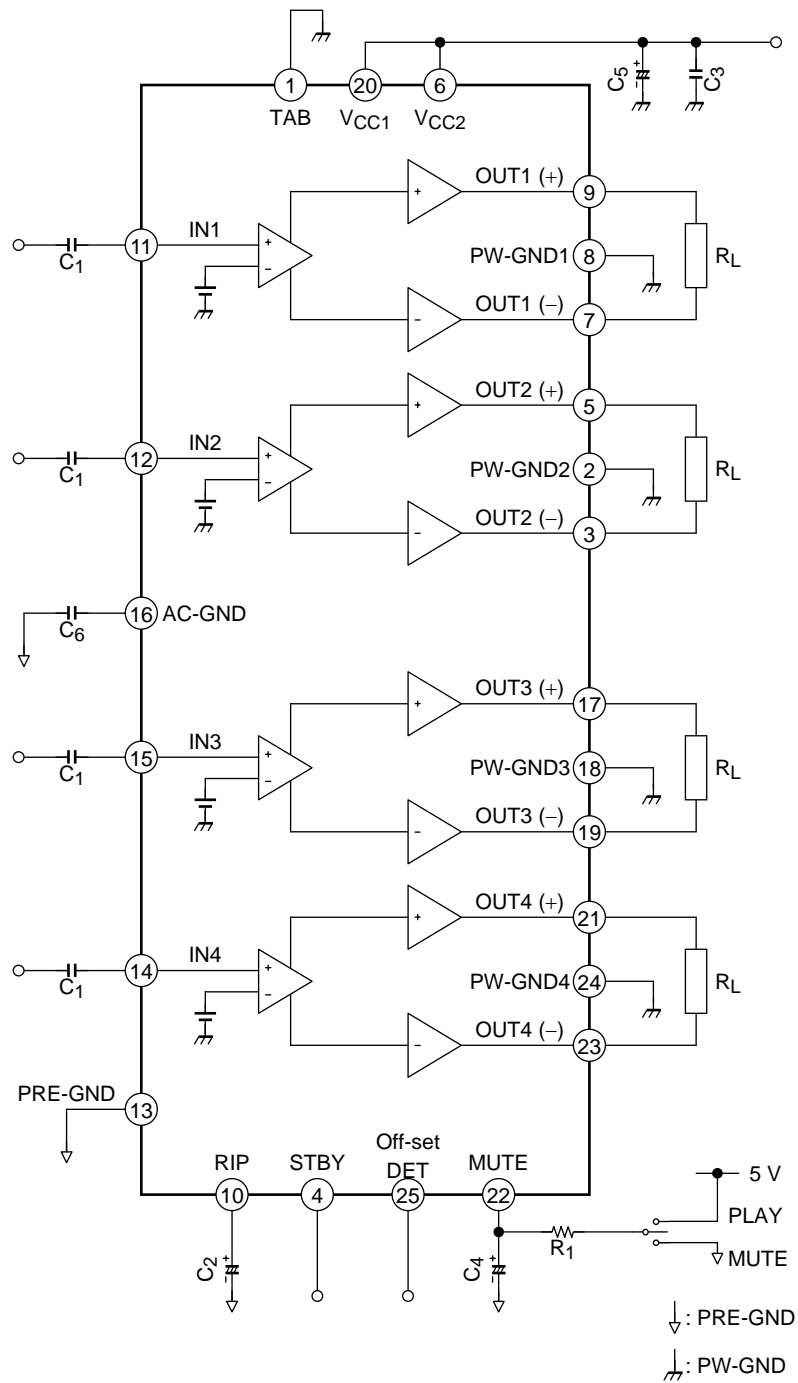 C5 + -
C3
1 20 6
TAB VCC1 VCC2
OUT1 (+) 9
+
C1 11 IN1
+
-
PW-GND1 8
RL
-
OUT1 (−) 7
OUT2 (+) 5
+
C1 12 IN2
+
-
PW-GND2 2
RL
-
OUT2 (−) 3
C6 16 AC-GND
OUT3 (+) 17
+
C1 15 IN3
+
-
PW-GND3 18
RL
-
OUT3 (−) 19
OUT4 (+) 21
+
C1 14 IN4
+
-
PW-GND4 24
RL
-
OUT4 (−) 23
PRE-GND 13
RIP STBY Off-set DET MUTE
10 4 25 22
5 V
PLAY
R1
MUTE
C2 + -
C4 + -
: PRE-GND
: PW-GND